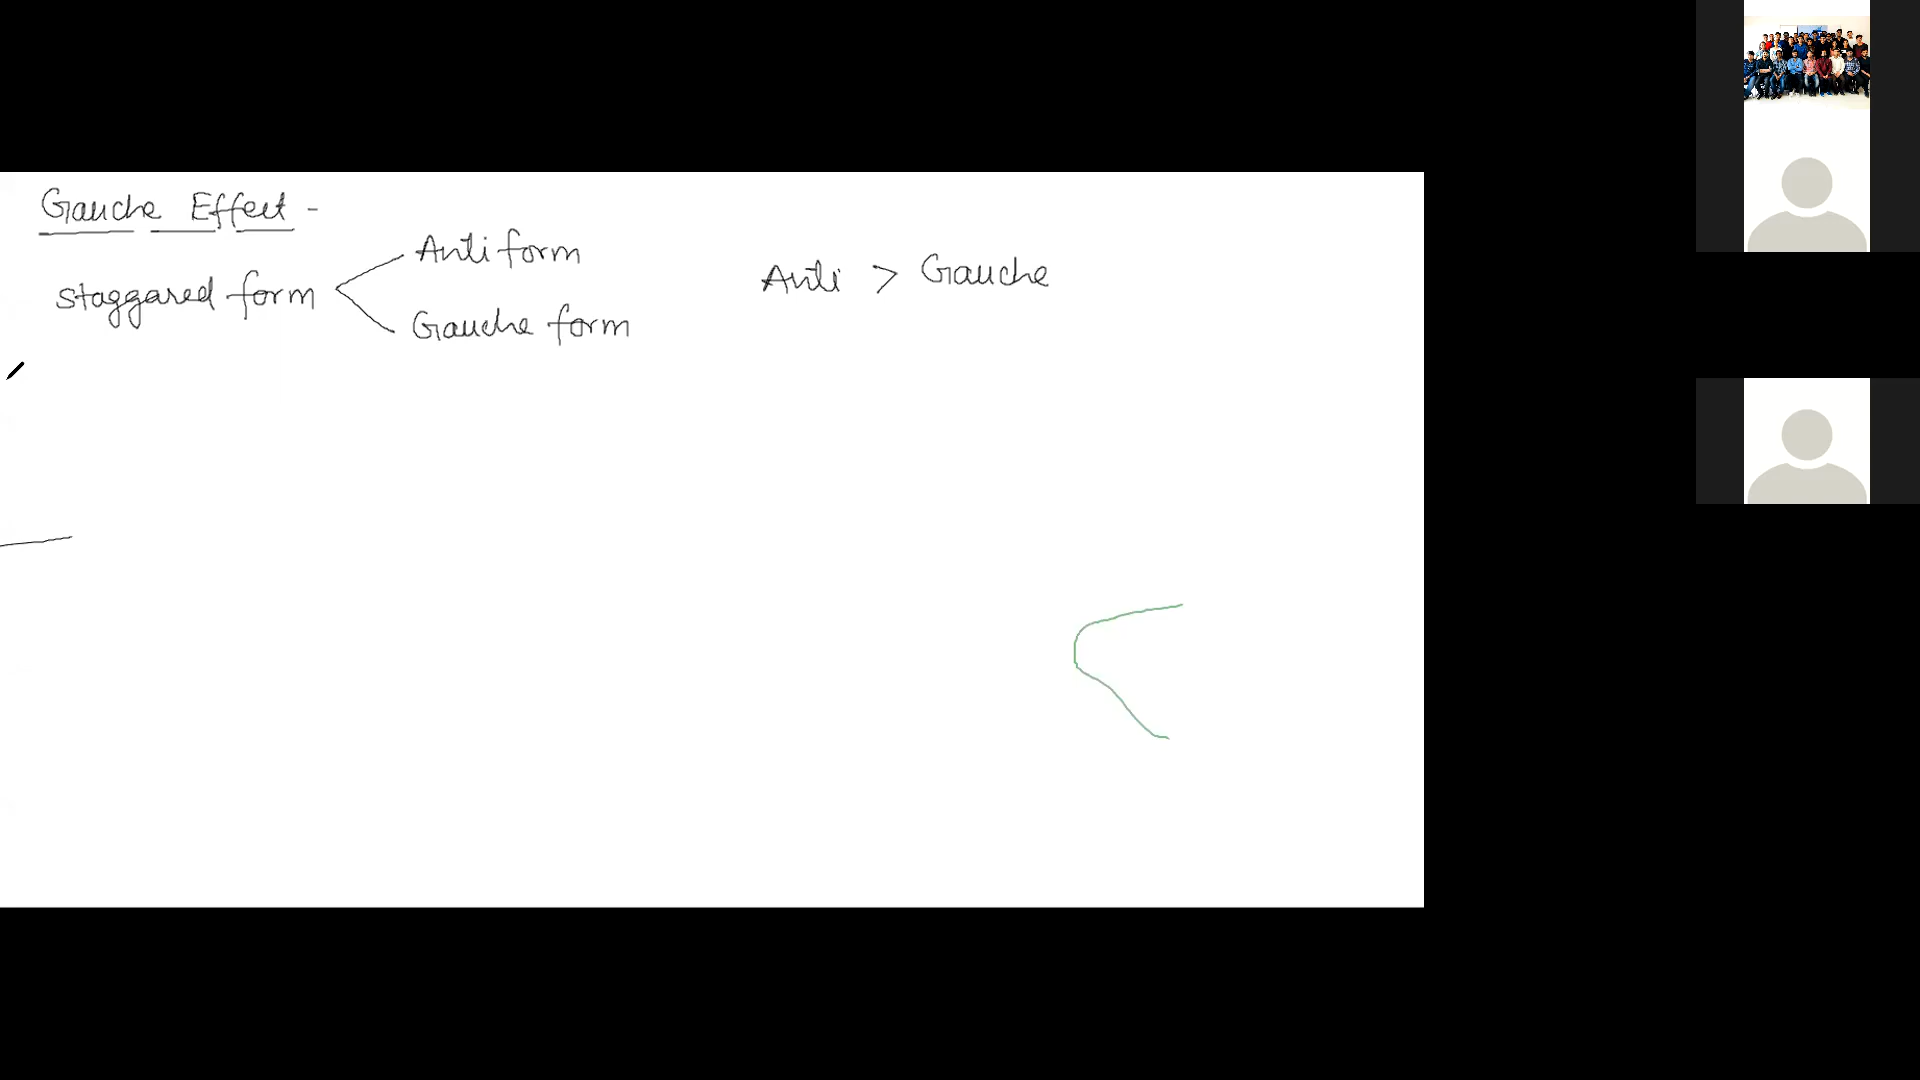 Gauche Effect -
Anti form
staggared form
Gauche form
Anti > Gauche